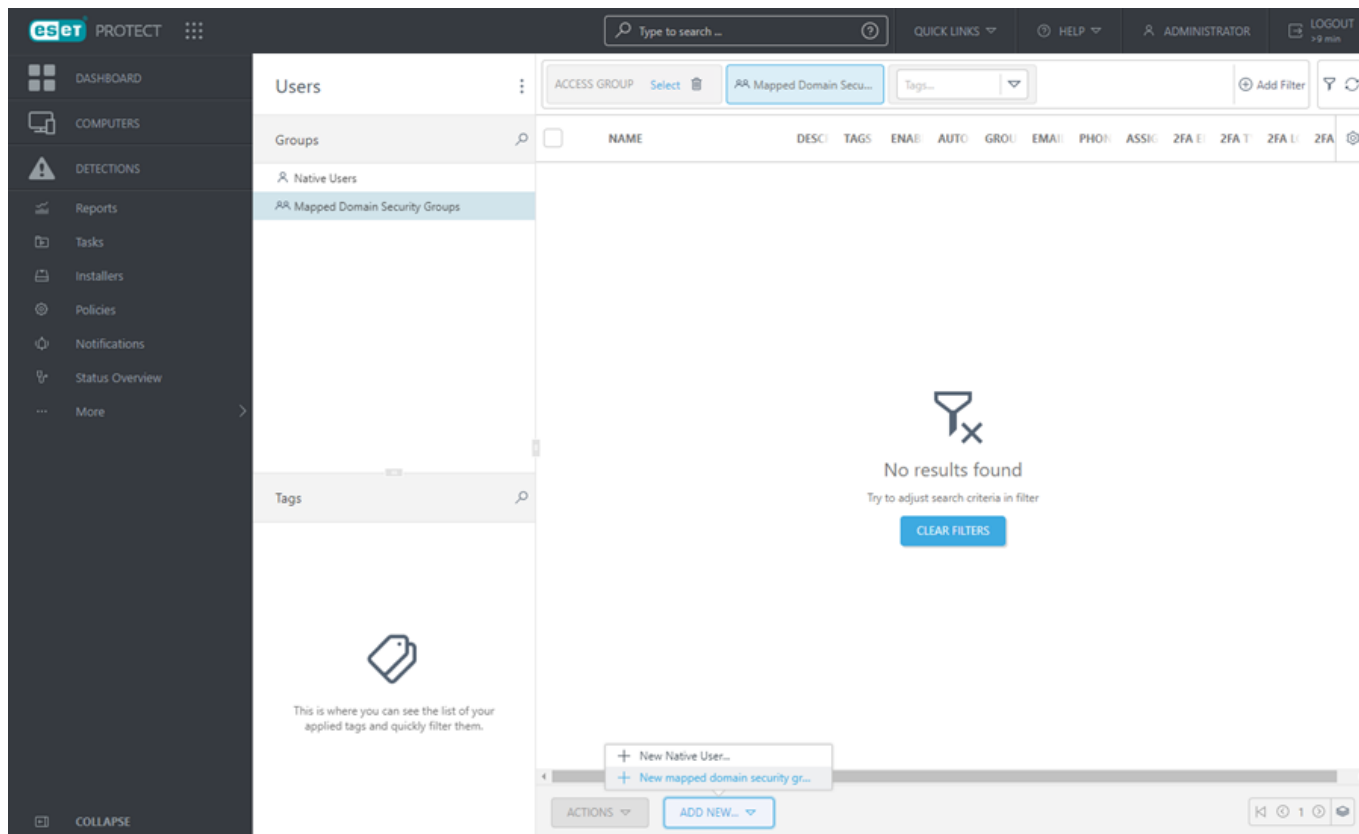 eset PROTECT
Type to search ...
QUICK LINKS
HELP
ADMINISTRATOR
LOGOUT
>9 min
DASHBOARD
COMPUTERS
DETECTIONS
Reports
Tasks
Installers
Policies
Notifications
Status Overview
More
COLLAPSE
Users
Groups
Native Users
Mapped Domain Security Groups
Tags
This is where you can see the list of your
applied tags and quickly filter them.
ACCESS GROUP Select
Mapped Domain Secu...
Tags...
Add Filter
NAME DESC TAGS ENAB AUTO GROU EMAI PHON ASSIG 2FA E 2FA T 2FA L 2FA
No results found
Try to adjust search criteria in filter
CLEAR FILTERS
New Native User...
New mapped domain security gr...
ACTIONS
ADD NEW...
1